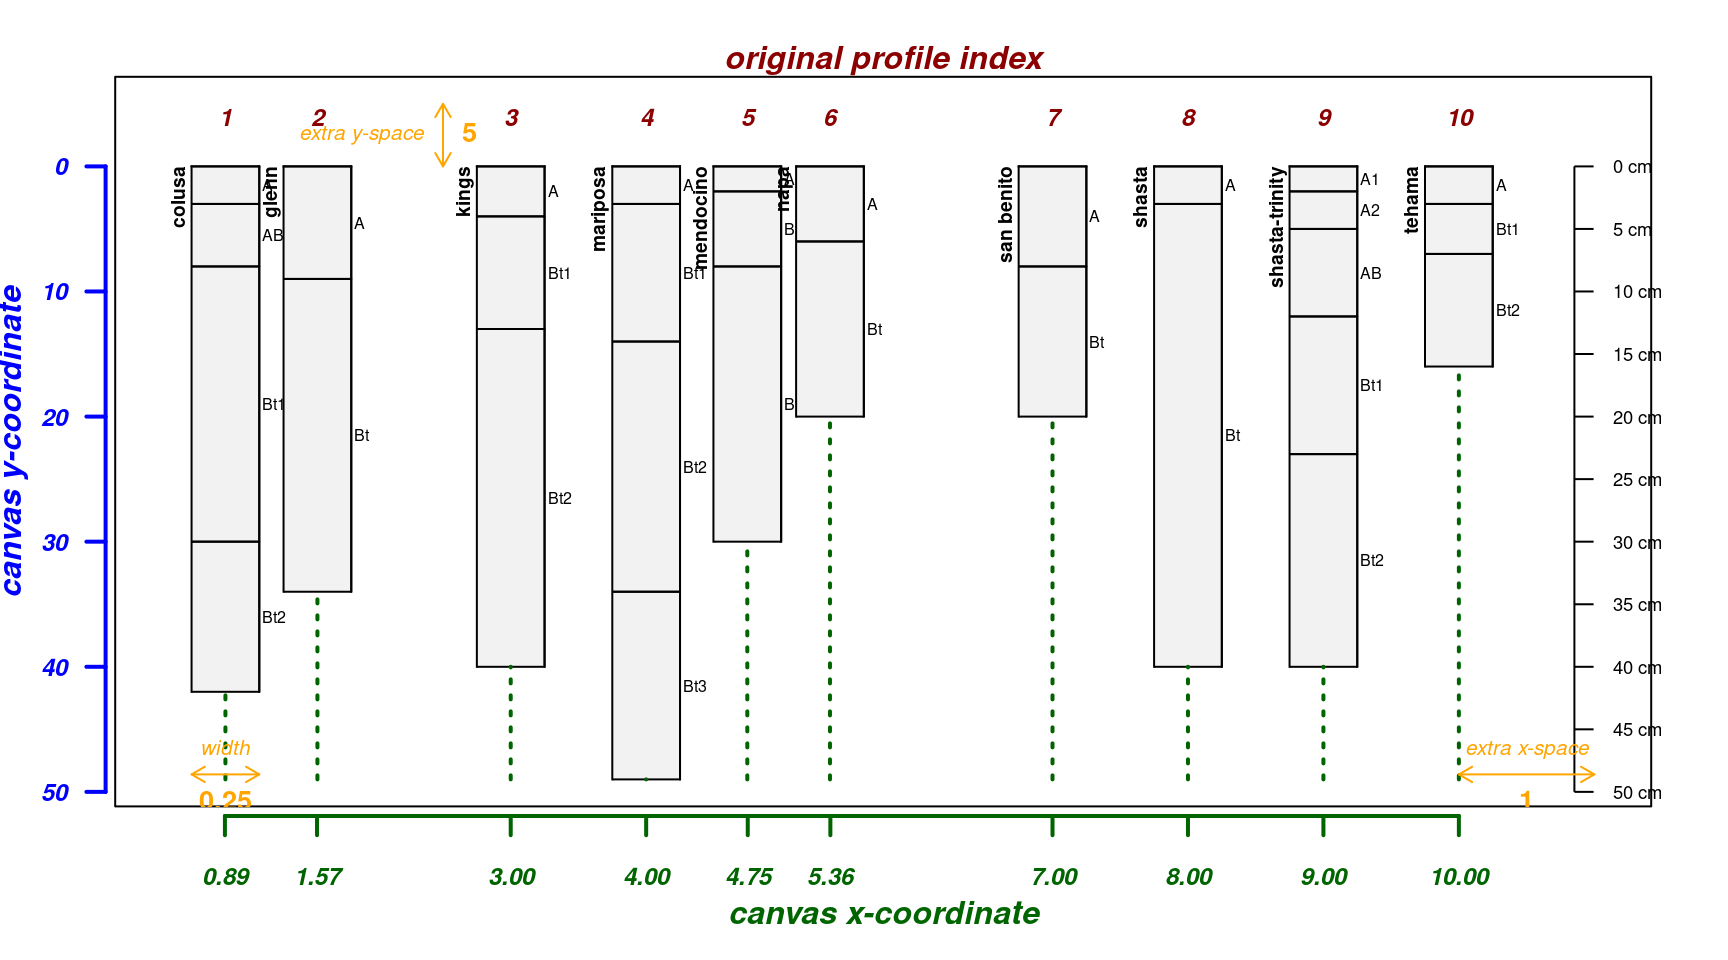 original profile index
1 2 3 4 5 6 7 8 9 10
extra y-space 5
canvas y-coordinate
0
10
20
30
40
50
colusa
A
AB
Bt1
Bt2
glenn
A
Bt
kings
A
Bt1
Bt2
mariposa
A
Bt1
Bt2
Bt3
mendocino
napa
A
Bt
san benito
A
Bt
shasta
A
Bt
shasta-trinity
A1
A2
AB
Bt1
Bt2
tehama
A
Bt1
Bt2
0 cm
5 cm
10 cm
15 cm
20 cm
25 cm
30 cm
35 cm
40 cm
45 cm
50 cm
width
0.25
extra x-space
1
0.89 1.57 3.00 4.00 4.75 5.36 7.00 8.00 9.00 10.00
canvas x-coordinate